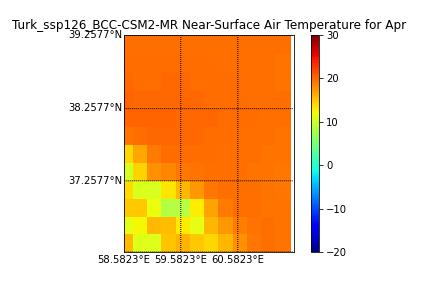 Turk_ssp126_BCC-CSM2-MR Near-Surface Air Temperature for Apr
39.2577°N
38.2577°N
37.2577°N
58.5823°E 59.5823°E 60.5823°E
30
20
10
0
−10
−20